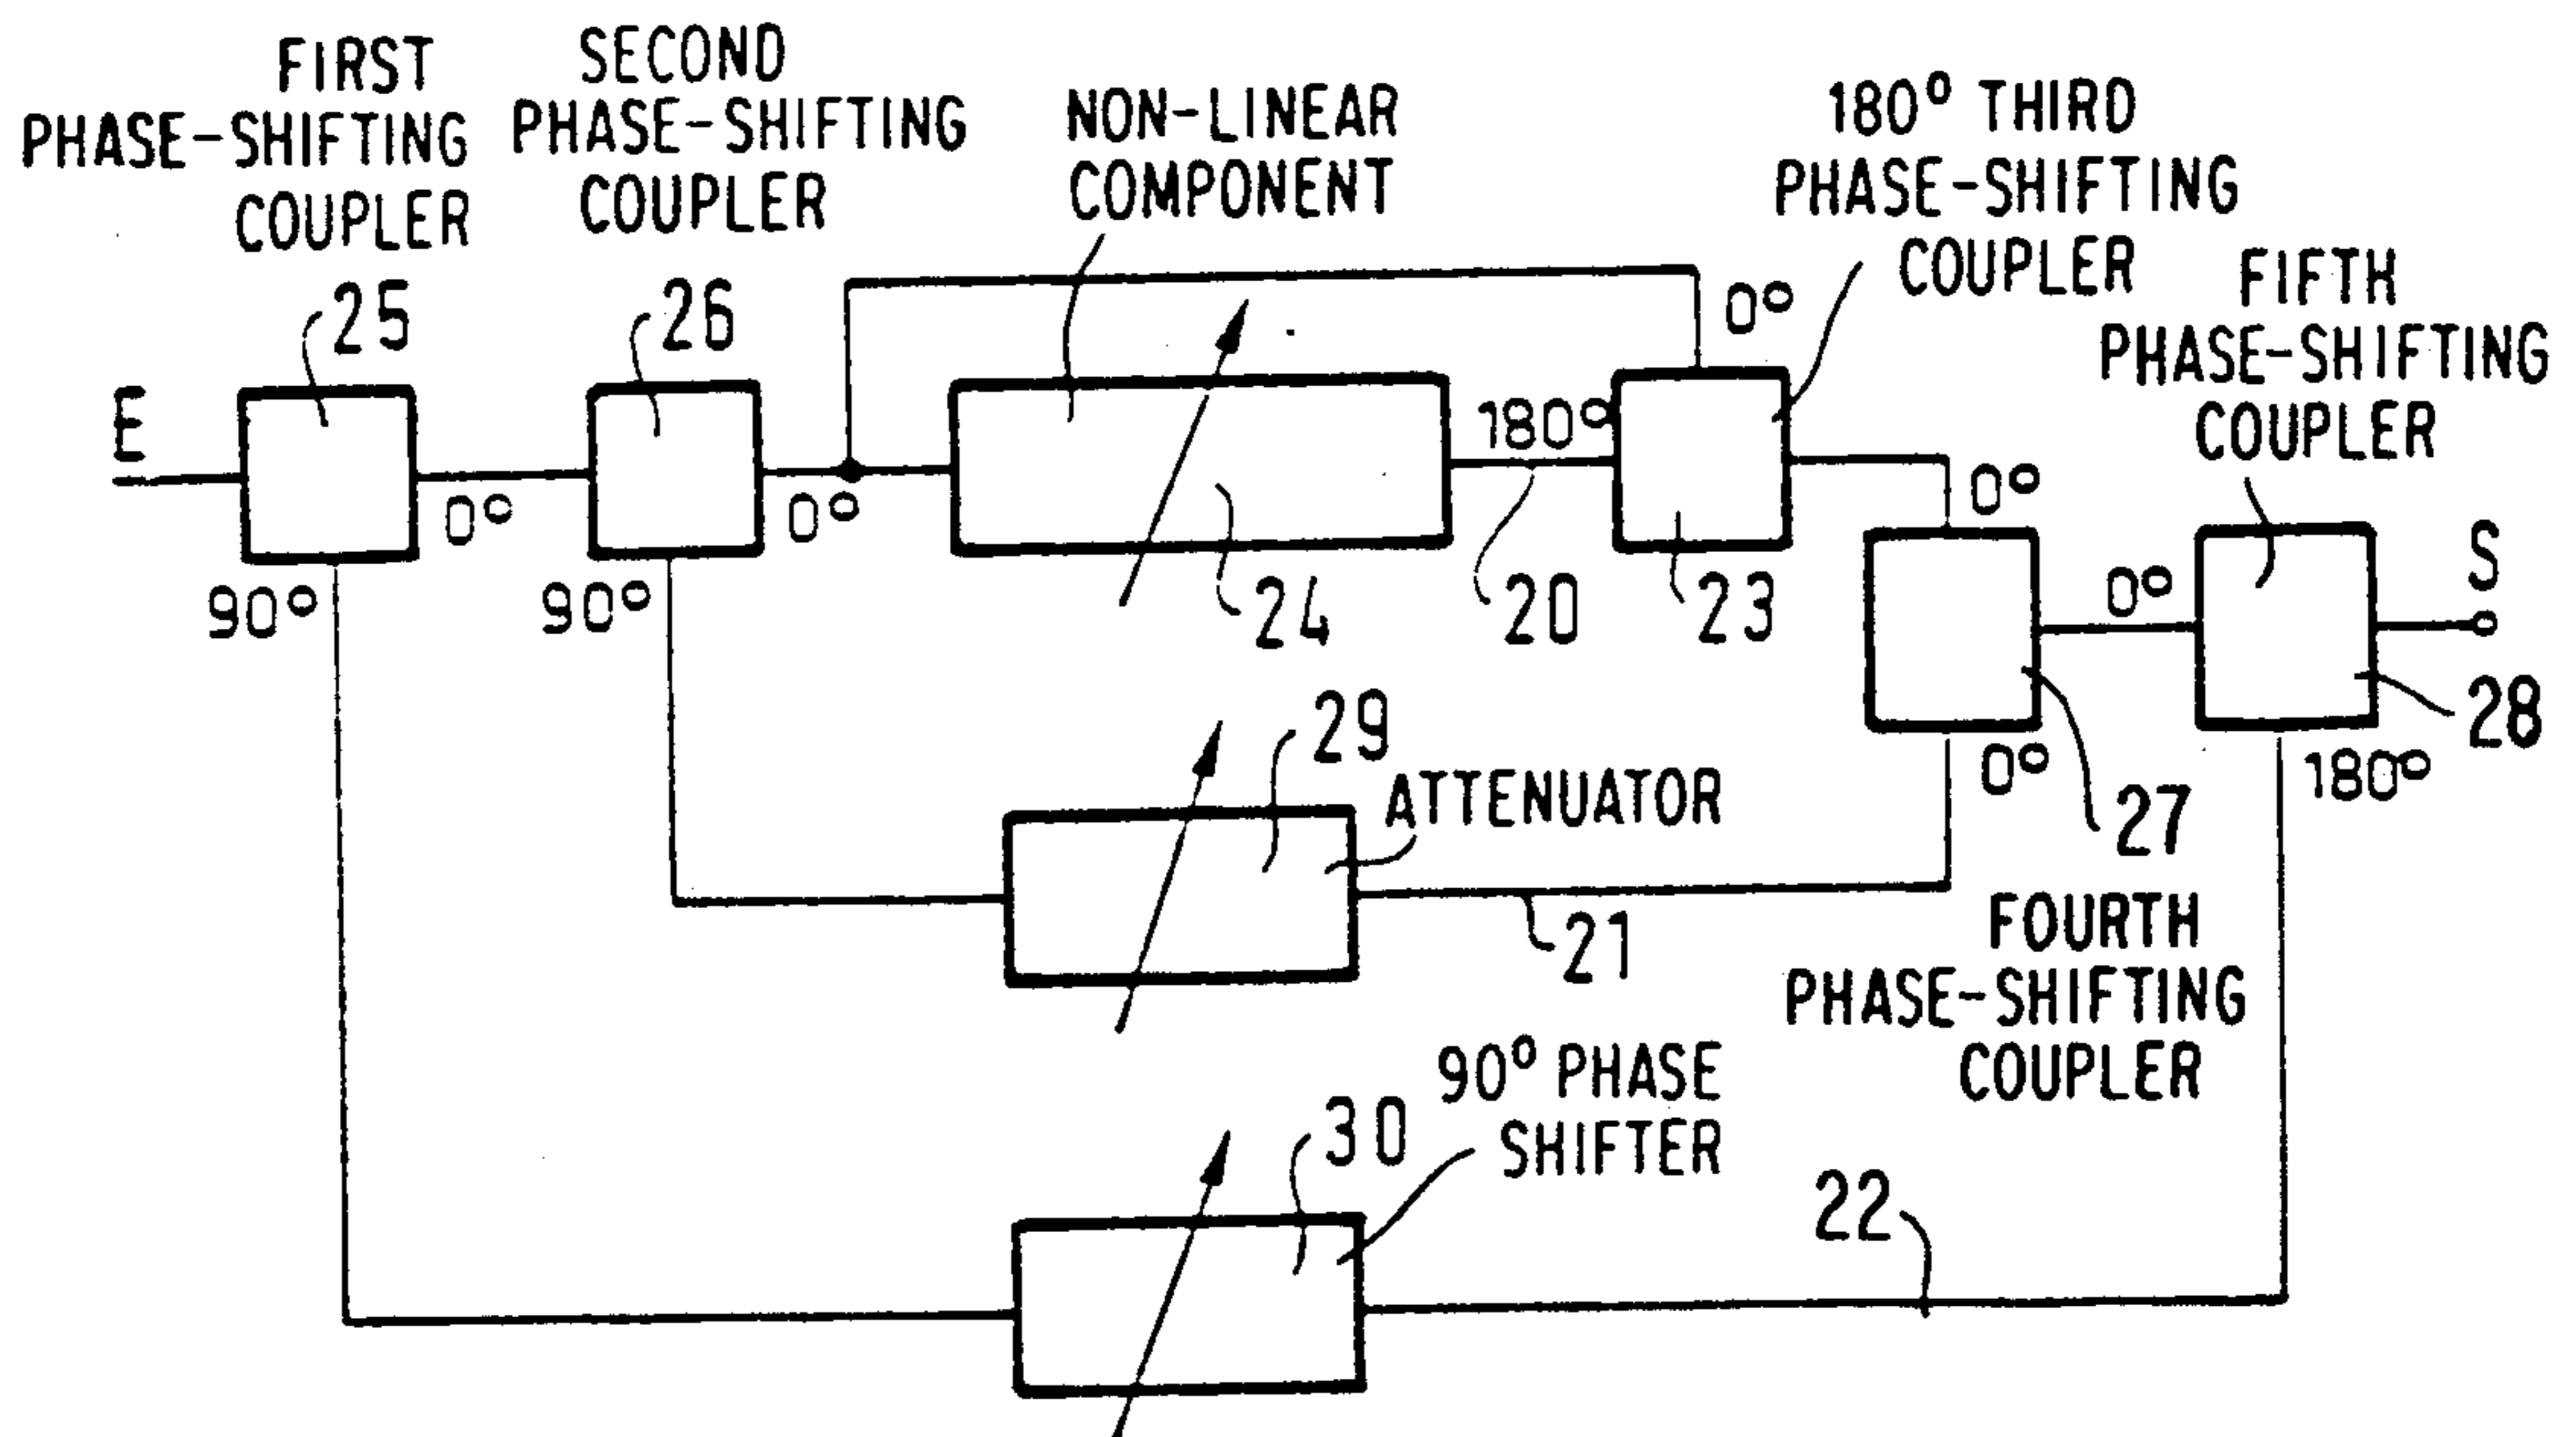 FIRST
PHASE-SHIFTING
COUPLER
SECOND
PHASE-SHIFTING
COUPLER
NON-LINEAR
COMPONENT
180° THIRD
PHASE-SHIFTING
COUPLER
FIFTH
PHASE-SHIFTING
COUPLER
25
26
0°
E
180°
0°
0°
0°
S
90°
90°
24
20
23
0°
28
29
0°
180°
ATTENUATOR
27
21
FOURTH
PHASE-SHIFTING
COUPLER
90° PHASE
SHIFTER
30
22